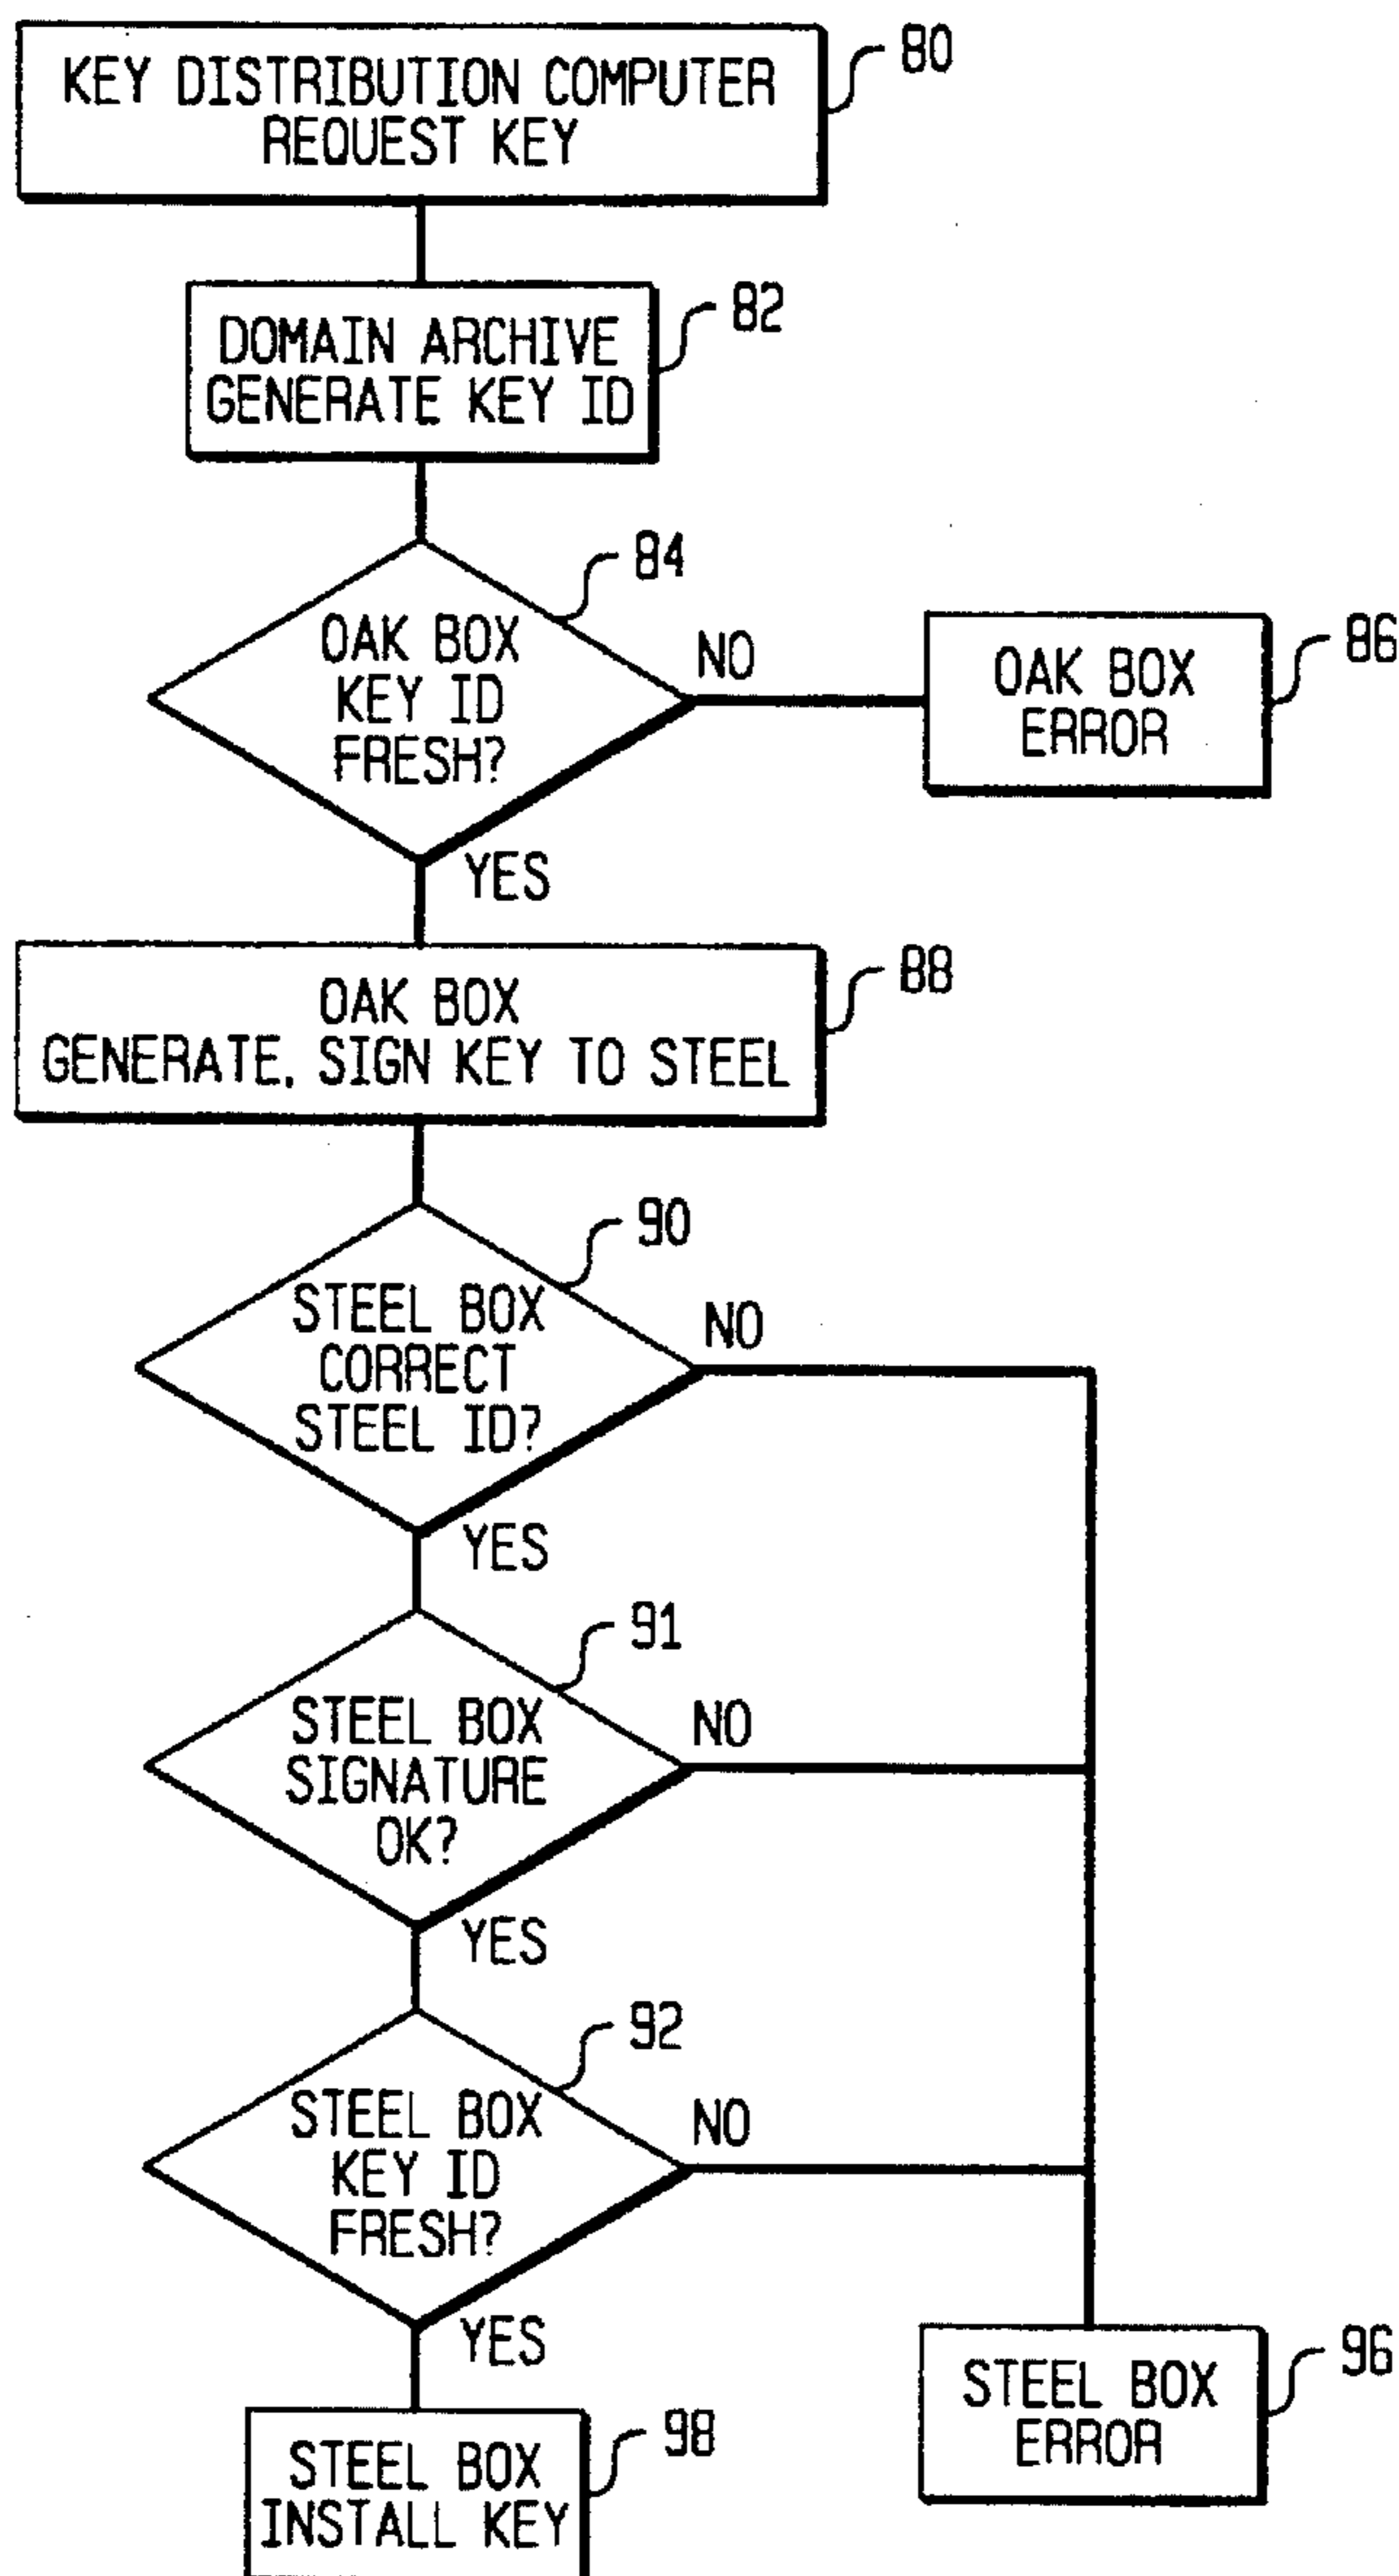 KEY DISTRIBUTION COMPUTER
REQUEST KEY
80
DOMAIN ARCHIVE
GENERATE KEY ID
82
84
OAK BOX
KEY ID
FRESH?
NO
OAK BOX
ERROR
86
YES
OAK BOX
GENERATE, SIGN KEY TO STEEL
88
90
STEEL BOX
CORRECT
STEEL ID?
NO
YES
91
STEEL BOX
SIGNATURE
OK?
NO
YES
92
STEEL BOX
KEY ID
FRESH?
NO
YES
STEEL BOX
ERROR
96
STEEL BOX
INSTALL KEY
98